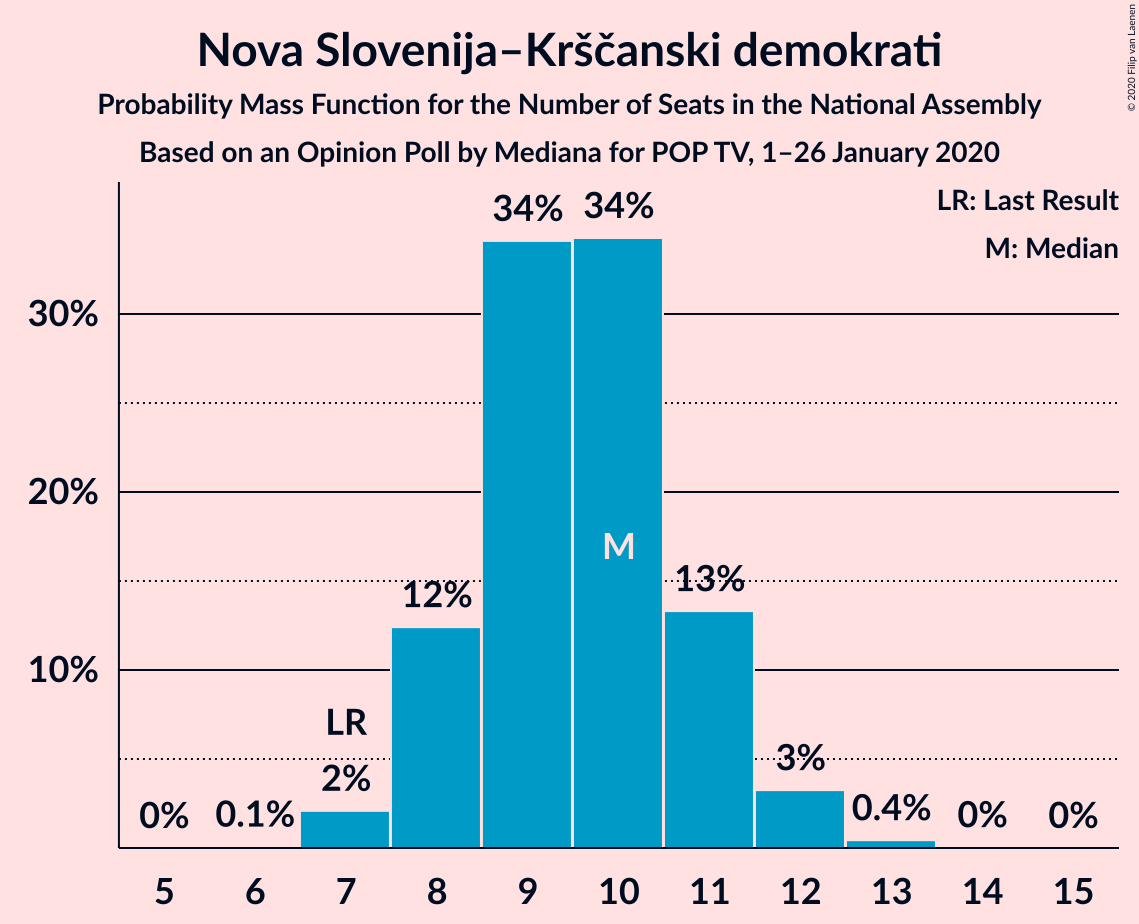 Nova Slovenija–Krščanski demokrati
Probability Mass Function for the Number of Seats in the National Assembly
Based on an Opinion Poll by Mediana for POP TV, 1–26 January 2020
© 2020 Filip van Laenen
LR: Last Result
M: Median
34% 34%
30%
20%
M
13%
12%
10%
LR
3%
2%
0% 0.1% 0.4% 0% 0%
5 6 7 8 9 10 11 12 13 14 15